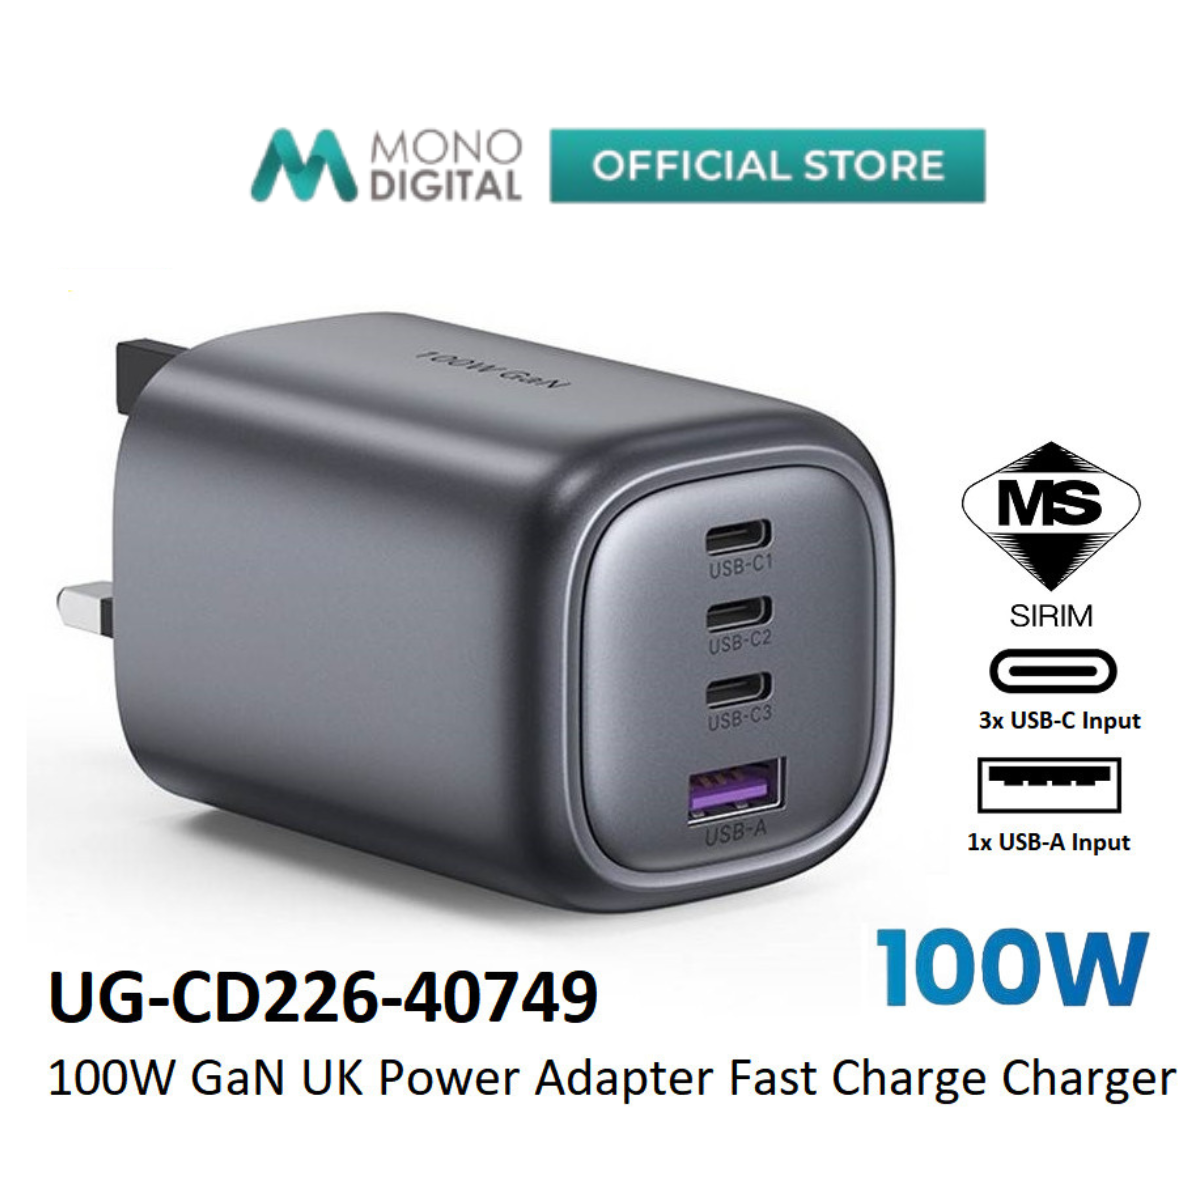 MONO
DIGITAL
OFFICIAL STORE
100W GaN
USB-C1
USB-C2
USB-C3
USB-A
MS
SIRIM
3x USB-C Input
1x USB-A Input
100W
UG-CD226-40749
100W GaN UK Power Adapter Fast Charge Charger